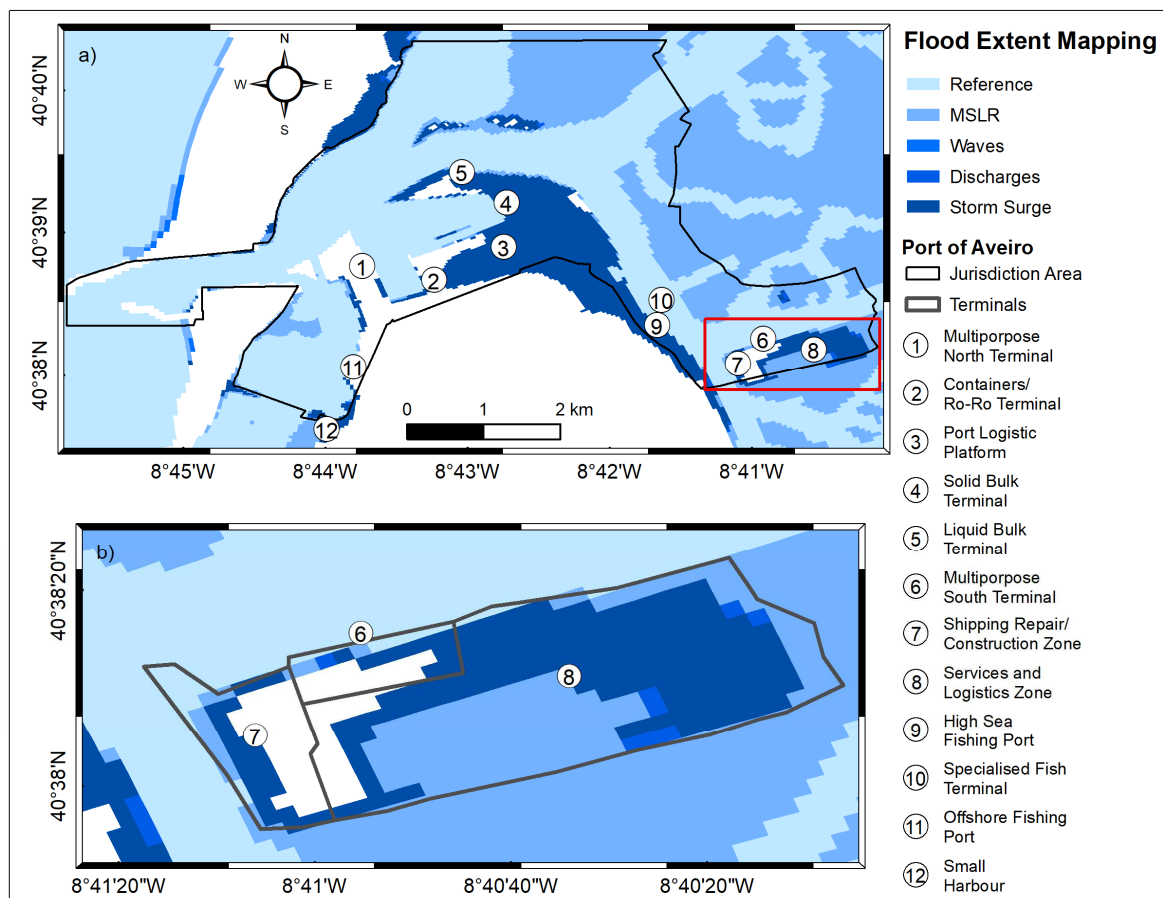 a)
N
W
E
S
40°40'N
40°39'N
40°38'N
5
4
3
1
2
10
9
6
7
8
11
12
0
1
2 km
8°45'W
8°44'W
8°43'W
8°42'W
8°41'W
b)
40°38'20"N
40°38'N
6
8
7
8°41'20"W
8°41'W
8°40'40"W
8°40'20"W
Flood Extent Mapping
Reference
MSLR
Waves
Discharges
Storm Surge
Port of Aveiro
Jurisdiction Area
Terminals
1 Multiporpose
North Terminal
2 Containers/
Ro-Ro Terminal
3 Port Logistic
Platform
4 Solid Bulk
Terminal
5 Liquid Bulk
Terminal
6 Multiporpose
South Terminal
7 Shipping Repair/
Construction Zone
8 Services and
Logistics Zone
9 High Sea
Fishing Port
10 Specialised Fish
Terminal
11 Offshore Fishing
Port
12 Small
Harbour